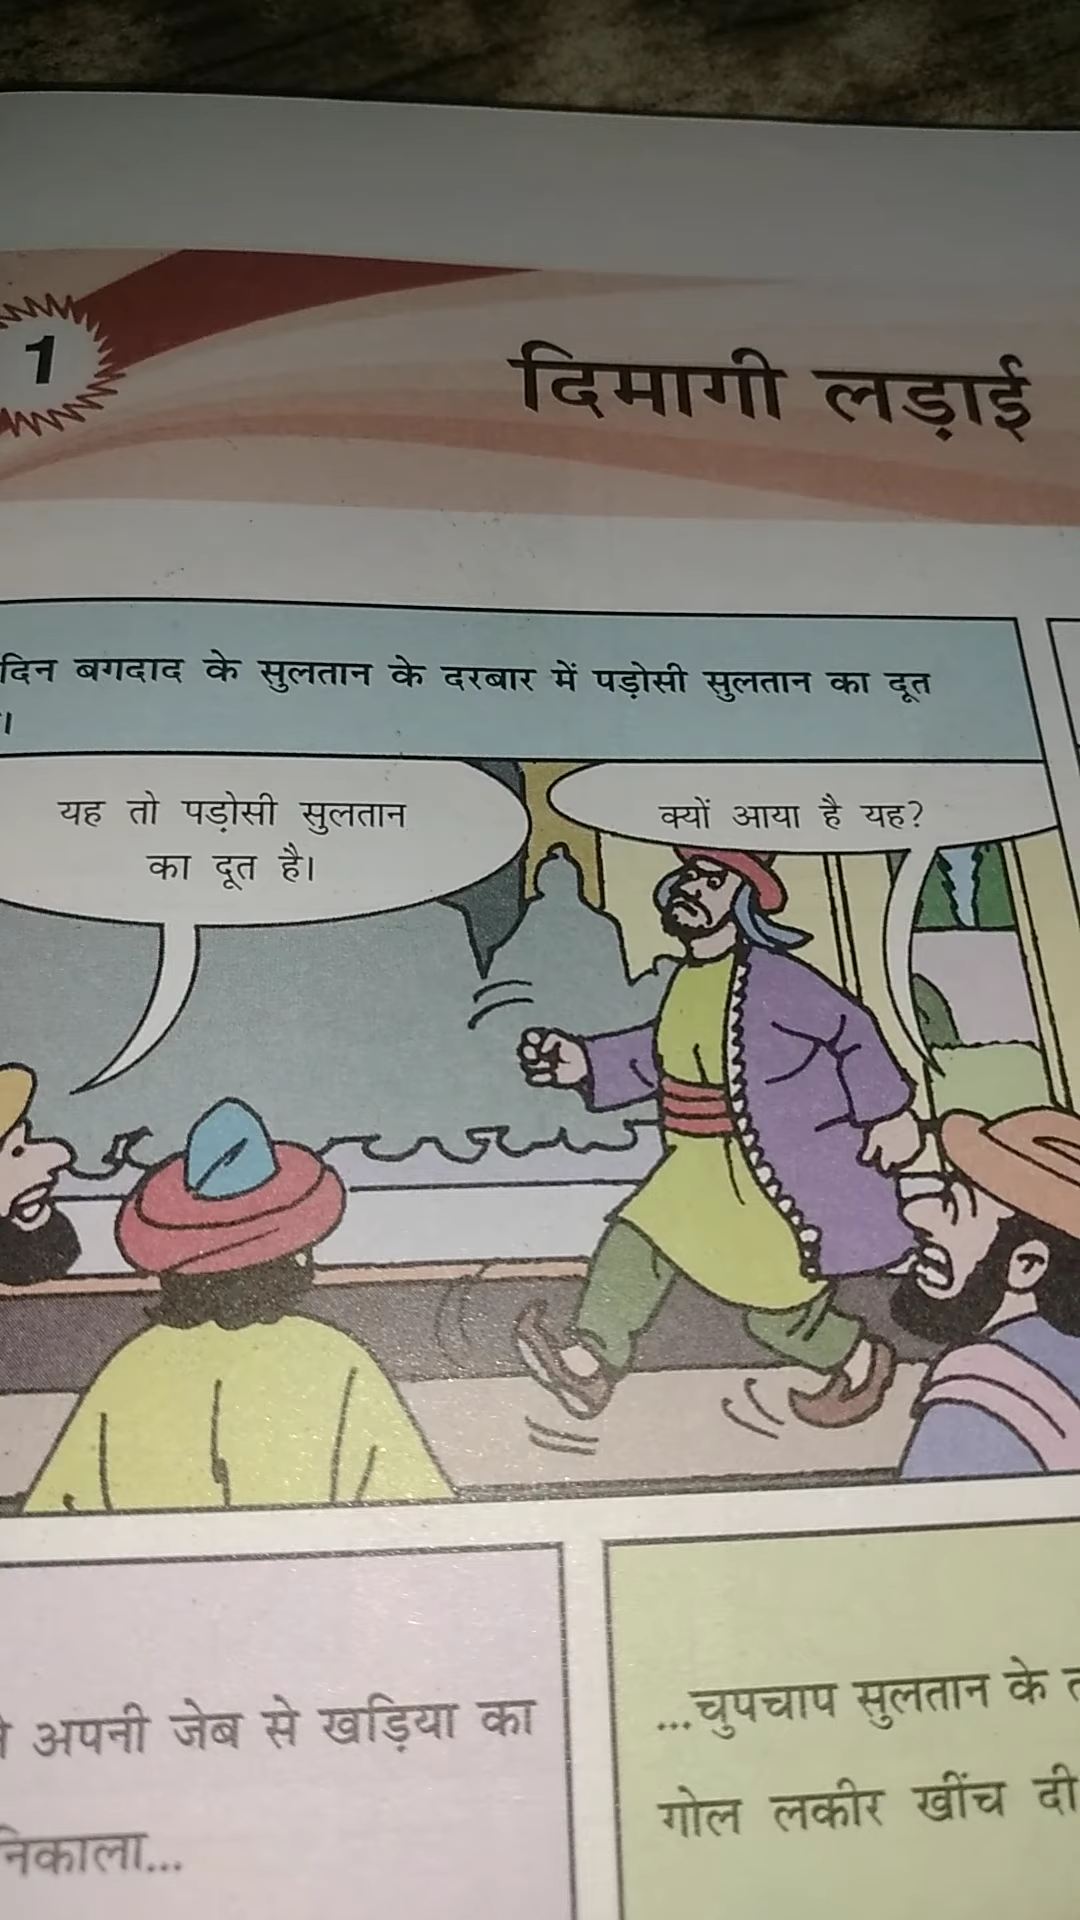 1
दिमागी लड़ाई
दिन बगदाद के सुलतान के दरबार में पड़ोसी सुलतान का दूत
यह तो पड़ोसी सुलतान
का दूत है।
क्यों आया है यह?
अपनी जेब से खड़िया का
निकाला...
...चुपचाप सुलतान के
गोल लकीर खींच दी